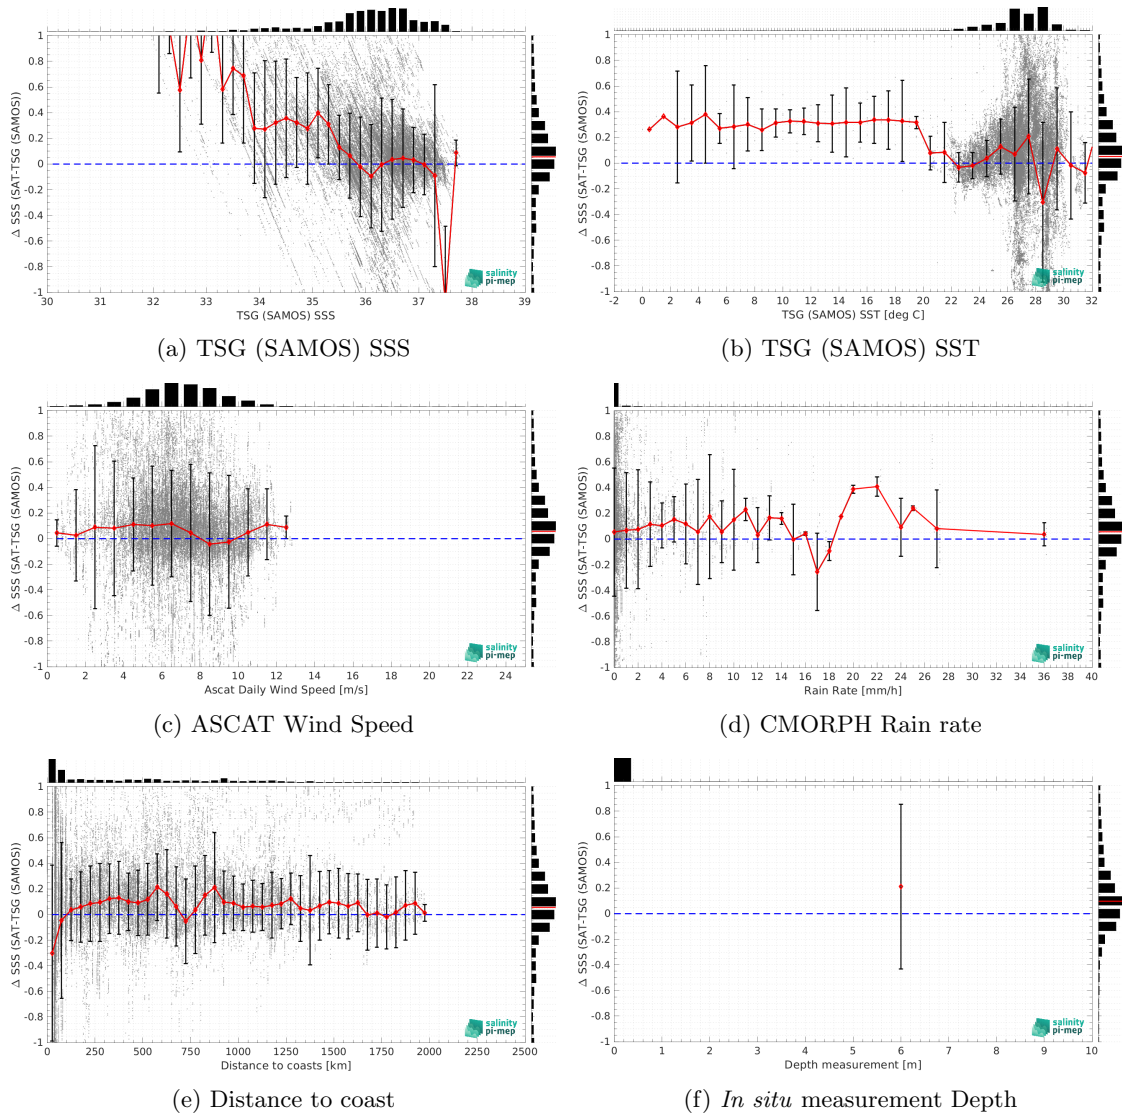 1
0.8
0.6
0.4
0.2
0
-0.2
-0.4
-0.6
-0.8
-1
Δ SSS (SAT-TSG (SAMOS))
30 31 32 33 34 35 36 37 38 39
TSG (SAMOS) SSS
salinity
pi-mep
(a) TSG (SAMOS) SSS
1
0.8
0.6
0.4
0.2
0
-0.2
-0.4
-0.6
-0.8
-1
Δ SSS (SAT-TSG (SAMOS))
-2 0 2 4 6 8 10 12 14 16 18 20 22 24 26 28 30 32
TSG (SAMOS) SST [deg C]
salinity
pi-mep
(b) TSG (SAMOS) SST
1
0.8
0.6
0.4
0.2
0
-0.2
-0.4
-0.6
-0.8
-1
Δ SSS (SAT-TSG (SAMOS))
0 2 4 6 8 10 12 14 16 18 20 22 24
Ascat Daily Wind Speed [m/s]
salinity
pi-mep
(c) ASCAT Wind Speed
1
0.8
0.6
0.4
0.2
0
-0.2
-0.4
-0.6
-0.8
-1
Δ SSS (SAT-TSG (SAMOS))
0 2 4 6 8 10 12 14 16 18 20 22 24 26 28 30 32 34 36 38 40
Rain Rate [mm/h]
salinity
pi-mep
(d) CMORPH Rain rate
1
0.8
0.6
0.4
0.2
0
-0.2
-0.4
-0.6
-0.8
-1
Δ SSS (SAT-TSG (SAMOS))
0 250 500 750 1000 1250 1500 1750 2000 2250 2500
Distance to coasts [km]
salinity
pi-mep
(e) Distance to coast
1
0.8
0.6
0.4
0.2
0
-0.2
-0.4
-0.6
-0.8
-1
Δ SSS (SAT-TSG (SAMOS))
0 1 2 3 4 5 6 7 8 9 10
Depth measurement [m]
salinity
pi-mep
(f) In situ measurement Depth